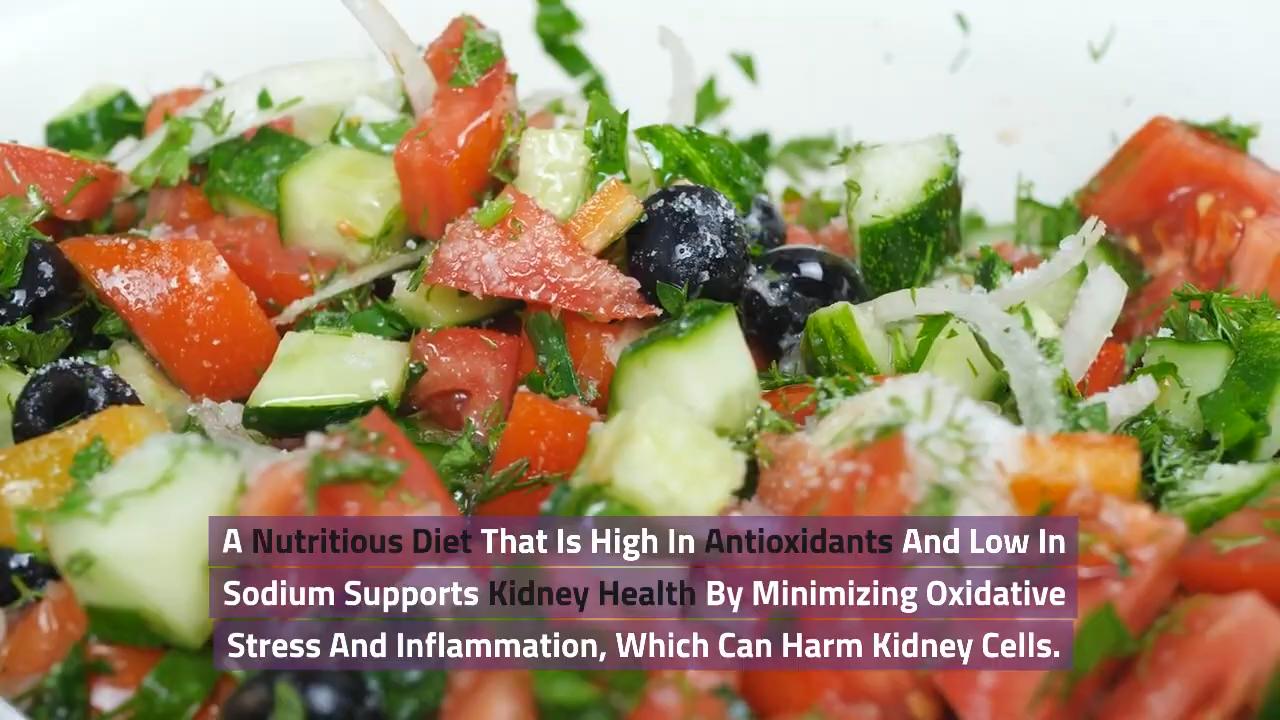 A Nutritious Diet That Is High In Antioxidants And Low In
Sodium Supports Kidney Health By Minimizing Oxidative
Stress And Inflammation, Which Can Harm Kidney Cells.